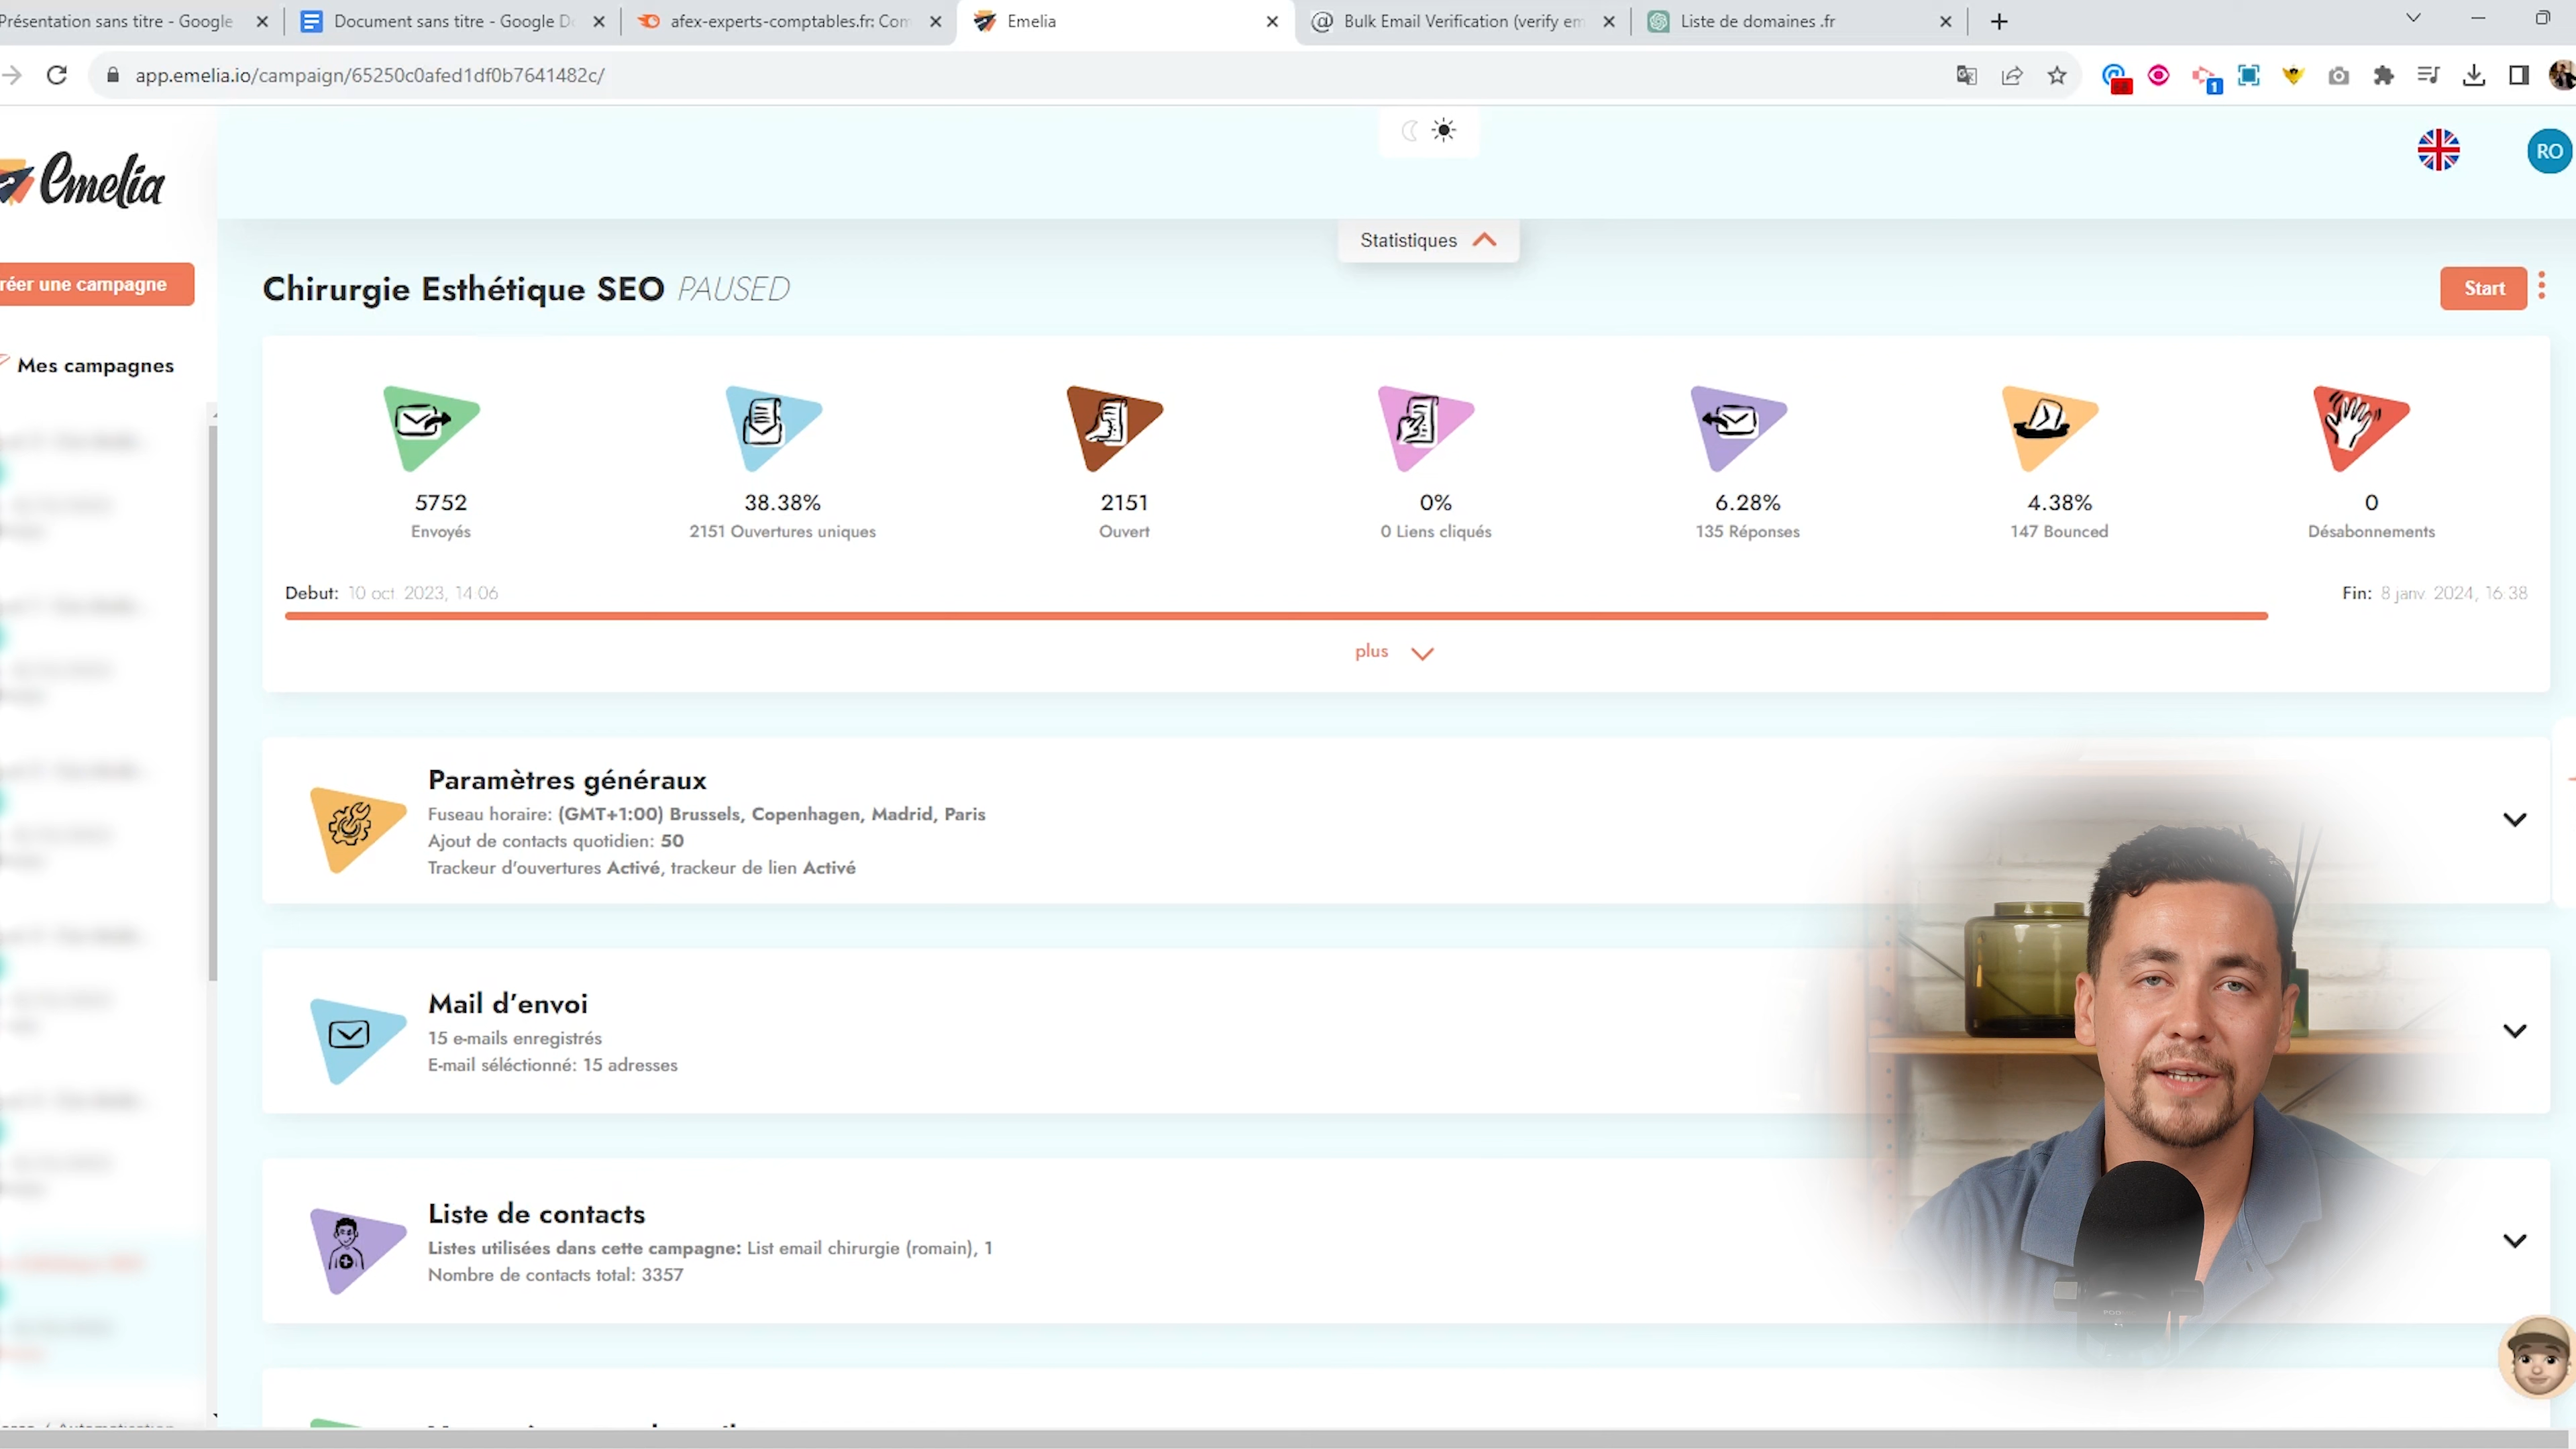 Présentation sans titre - Google
Document sans titre - Google Do
afex-experts-comptables.fr: Com
Emelia
Bulk Email Verification (verify em
Liste de domaines .fr
app.emelia.io/campaign/65250c0afed1df0b7641482c/
1
Emelia
RO
Statistiques
réer une campagne
Chirurgie Esthétique SEO PAUSED
Start
Mes campagnes
5752
Envoyés
38.38%
2151 Ouvertures uniques
2151
Ouvert
0%
0 Liens cliqués
6.28%
135 Réponses
4.38%
147 Bounced
0
Désabonnements
Debut: 10 oct. 2023, 14:06
Fin: 8 janv. 2024, 16:38
plus
Paramètres généraux
Fuseau horaire: (GMT+1:00) Brussels, Copenhagen, Madrid, Paris
Ajout de contacts quotidien: 50
Trackeur d'ouvertures Activé, trackeur de lien Activé
Mail d'envoi
15 e-mails enregistrés
E-mail séléctionné: 15 adresses
Liste de contacts
Listes utilisées dans cette campagne: List email chirurgie (romain), 1
Nombre de contacts total: 3357